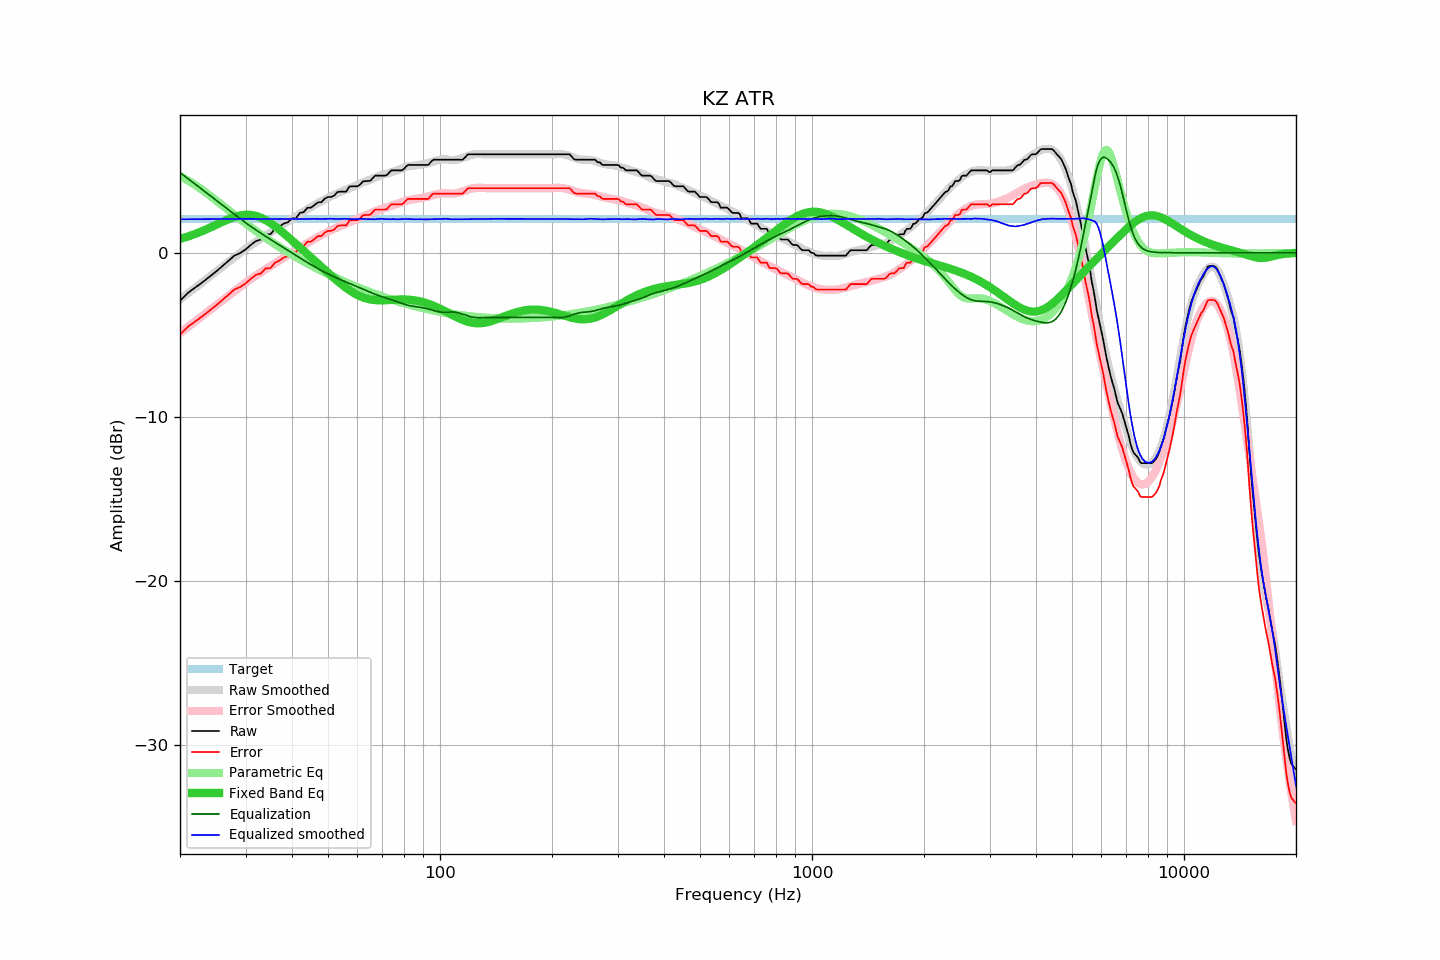 KZ ATR
Amplitude (dBr)
0
−10
−20
−30
Target
Raw Smoothed
Error Smoothed
Raw
Error
Parametric Eq
Fixed Band Eq
Equalization
Equalized smoothed
100
1000
10000
Frequency (Hz)